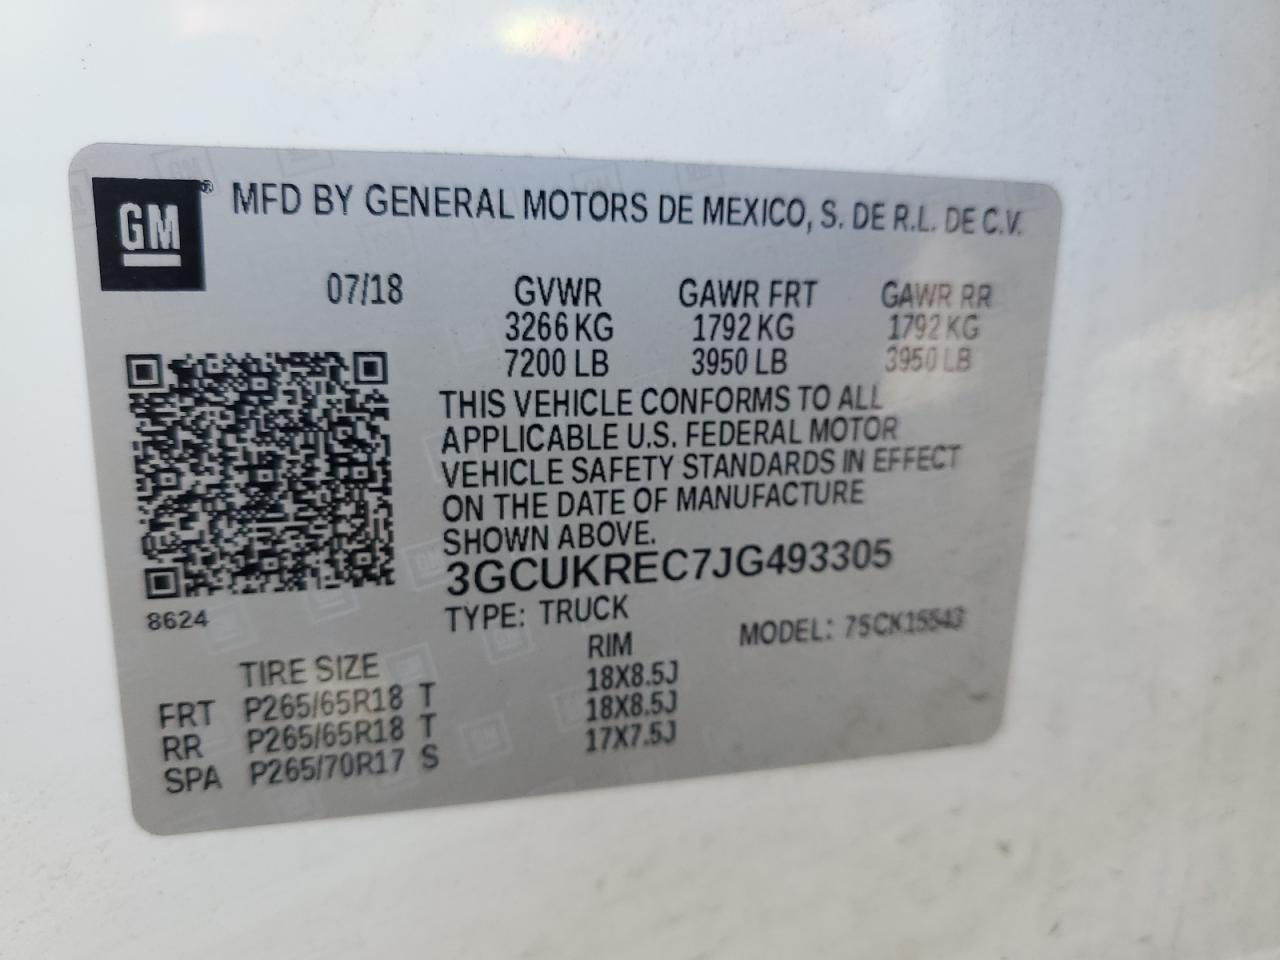 GM® MFD BY GENERAL MOTORS DE MEXICO, S. DE R.L. DE C.V.
07/18 GVWR GAWR FRT GAWR RR
3266 KG 1792 KG 1792 KG
7200 LB 3950 LB 3950 LB
THIS VEHICLE CONFORMS TO ALL
APPLICABLE U.S. FEDERAL MOTOR
VEHICLE SAFETY STANDARDS IN EFFECT
ON THE DATE OF MANUFACTURE
SHOWN ABOVE.
3GCUKREC7JG493305
8624 TYPE: TRUCK MODEL: 75CK15543
TIRE SIZE RIM
FRT P265/65R18 T 18X8.5J
RR P265/65R18 T 18X8.5J
SPA P265/70R17 S 17X7.5J